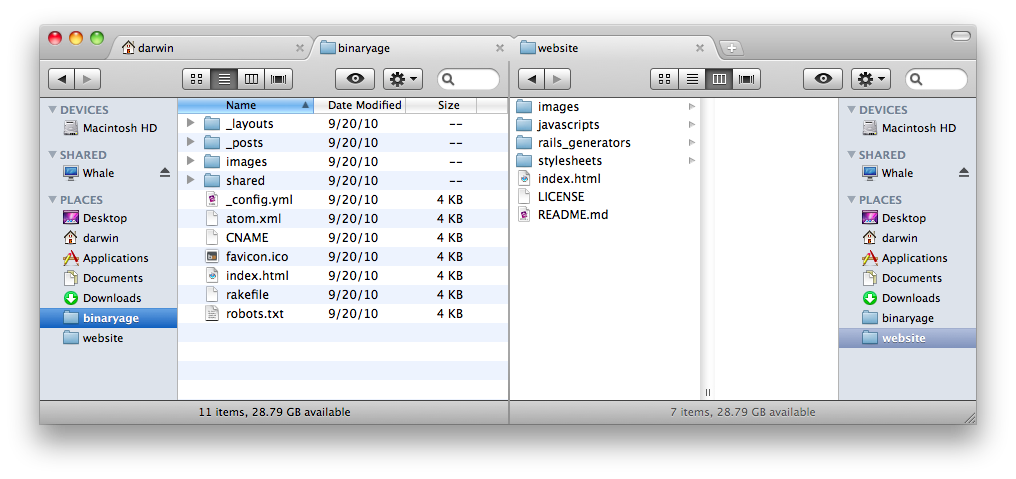 darwin
binaryage
website
DEVICES
Macintosh HD
SHARED
Whale
PLACES
Desktop
darwin
Applications
Documents
Downloads
binaryage
website
Name Date Modified Size
_layouts 9/20/10 --
_posts 9/20/10 --
images 9/20/10 --
shared 9/20/10 --
_config.yml 9/20/10 4 KB
atom.xml 9/20/10 4 KB
CNAME 9/20/10 4 KB
favicon.ico 9/20/10 4 KB
index.html 9/20/10 4 KB
rakefile 9/20/10 4 KB
robots.txt 9/20/10 4 KB
11 items, 28.79 GB available
images
javascripts
rails_generators
stylesheets
index.html
LICENSE
README.md
DEVICES
Macintosh HD
SHARED
Whale
PLACES
Desktop
darwin
Applications
Documents
Downloads
binaryage
website
7 items, 28.79 GB available